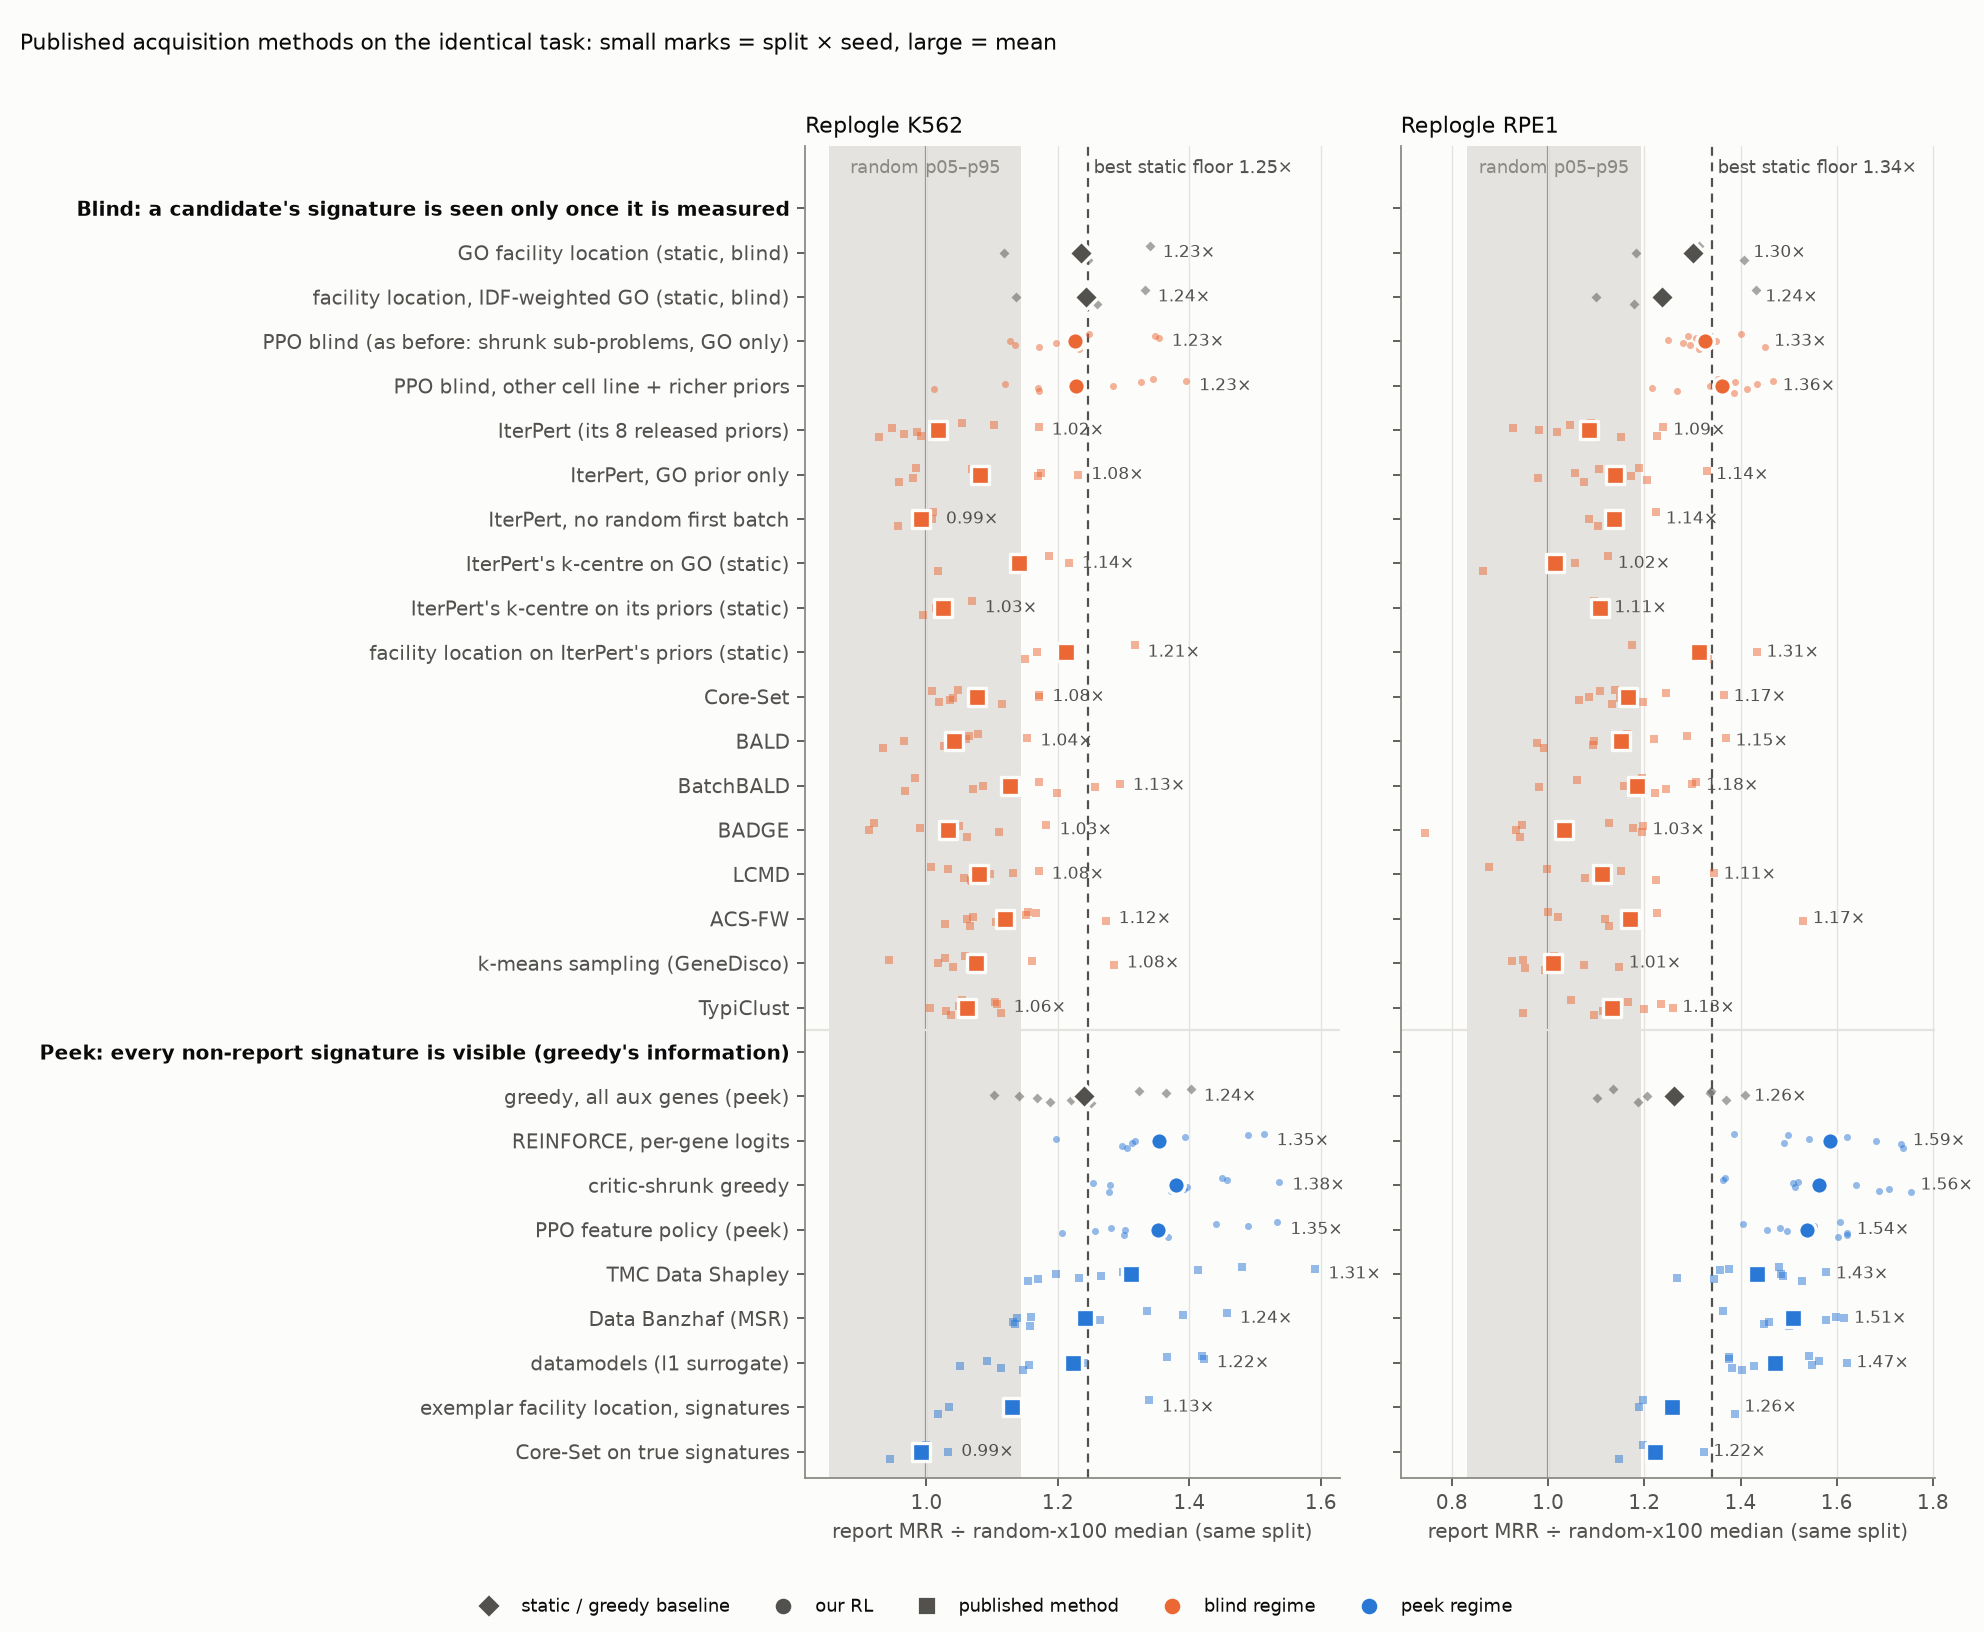 Published acquisition methods on the identical task: small marks = split × seed, large = mean
Replogle K562
Replogle RPE1
random p05–p95
best static floor 1.25×
random p05–p95
best static floor 1.34×
Blind: a candidate's signature is seen only once it is measured
GO facility location (static, blind) 1.23× 1.30×
facility location, IDF-weighted GO (static, blind) 1.24× 1.24×
PPO blind (as before: shrunk sub-problems, GO only) 1.23× 1.33×
PPO blind, other cell line + richer priors 1.23× 1.36×
IterPert (its 8 released priors) 1.02× 1.09×
IterPert, GO prior only 1.08× 1.14×
IterPert, no random first batch 0.99× 1.14×
IterPert's k-centre on GO (static) 1.14× 1.02×
IterPert's k-centre on its priors (static) 1.03× 1.11×
facility location on IterPert's priors (static) 1.21× 1.31×
Core-Set 1.08× 1.17×
BALD 1.04× 1.15×
BatchBALD 1.13× 1.18×
BADGE 1.03× 1.03×
LCMD 1.08× 1.11×
ACS-FW 1.12× 1.17×
k-means sampling (GeneDisco) 1.08× 1.01×
TypiClust 1.06× 1.13×
Peek: every non-report signature is visible (greedy's information)
greedy, all aux genes (peek) 1.24× 1.26×
REINFORCE, per-gene logits 1.35× 1.59×
critic-shrunk greedy 1.38× 1.56×
PPO feature policy (peek) 1.35× 1.54×
TMC Data Shapley 1.31× 1.43×
Data Banzhaf (MSR) 1.24× 1.51×
datamodels (l1 surrogate) 1.22× 1.47×
exemplar facility location, signatures 1.13× 1.26×
Core-Set on true signatures 0.99× 1.22×
1.0 1.2 1.4 1.6
0.8 1.0 1.2 1.4 1.6 1.8
report MRR ÷ random-x100 median (same split)
report MRR ÷ random-x100 median (same split)
static / greedy baseline
our RL
published method
blind regime
peek regime